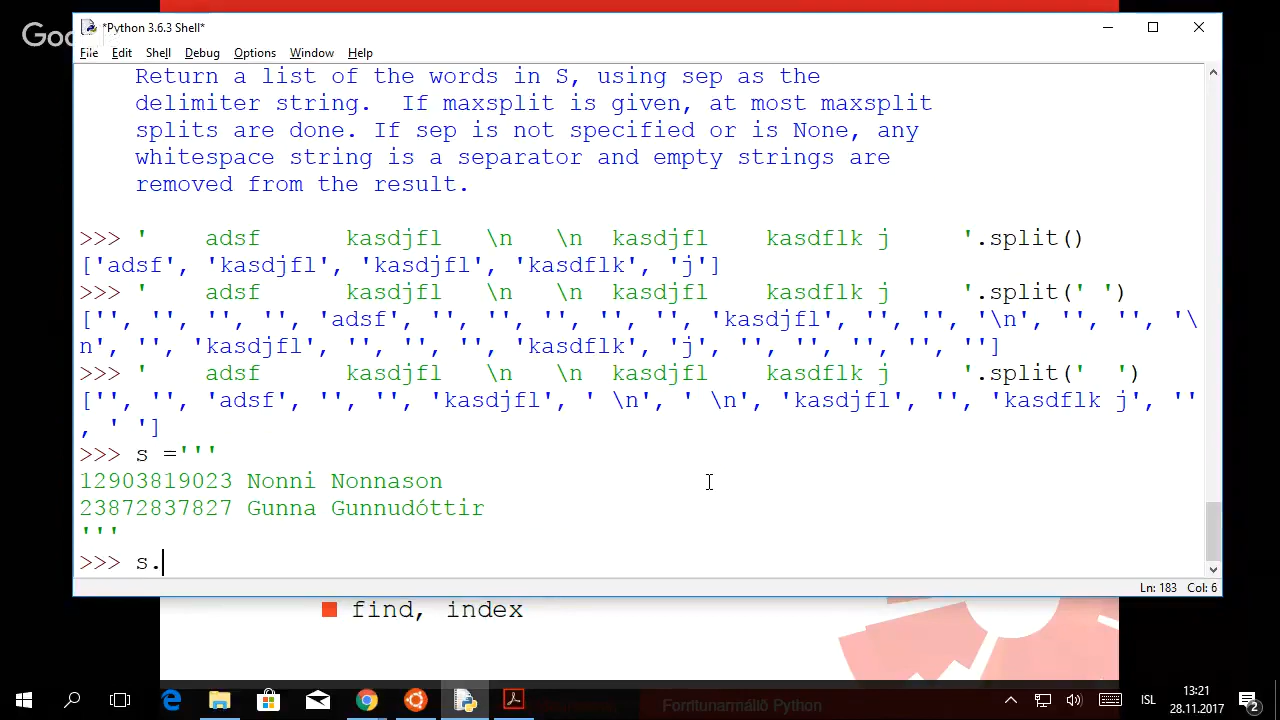 Goo
*Python 3.6.3 Shell*
File Edit Shell Debug Options Window Help
Return a list of the words in S, using sep as the
delimiter string.  If maxsplit is given, at most maxsplit
splits are done. If sep is not specified or is None, any
whitespace string is a separator and empty strings are
removed from the result.
>>> '    adsf      kasdjfl   \n   \n  kasdjfl    kasdflk j     '.split()
['adsf', 'kasdjfl', 'kasdjfl', 'kasdflk', 'j']
>>> '    adsf      kasdjfl   \n   \n  kasdjfl    kasdflk j     '.split(' ')
['', '', '', '', 'adsf', '', '', '', '', '', 'kasdjfl', '', '', '\n', '', '', '\
n', '', 'kasdjfl', '', '', '', 'kasdflk', 'j', '', '', '', '', '']
>>> '    adsf      kasdjfl   \n   \n  kasdjfl    kasdflk j     '.split('  ')
['', '', 'adsf', '', '', 'kasdjfl', ' \n', ' \n', 'kasdjfl', '', 'kasdflk j', ''
, ' ']
>>> s ='''
12903819023 Nonni Nonnason
23872837827 Gunna Gunnudóttir
'''
>>> s.
Ln: 183 Col: 6
find, index
Forritunarmálið Python
ISL
13:21
28.11.2017
2